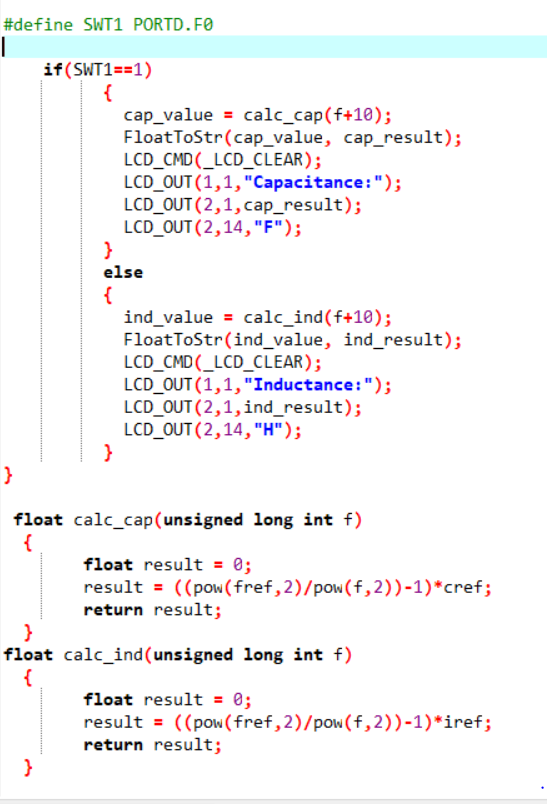 #define SWT1 PORTD.F0
if(SWT1==1)
{
cap_value = calc_cap(f+10);
FloatToStr(cap_value, cap_result);
LCD_CMD(_LCD_CLEAR);
LCD_OUT(1,1,"Capacitance:");
LCD_OUT(2,1,cap_result);
LCD_OUT(2,14,"F");
}
else
{
ind_value = calc_ind(f+10);
FloatToStr(ind_value, ind_result);
LCD_CMD(_LCD_CLEAR);
LCD_OUT(1,1,"Inductance:");
LCD_OUT(2,1,ind_result);
LCD_OUT(2,14,"H");
}
}
float calc_cap(unsigned long int f)
{
float result = 0;
result = ((pow(fref,2)/pow(f,2))-1)*cref;
return result;
}
float calc_ind(unsigned long int f)
{
float result = 0;
result = ((pow(fref,2)/pow(f,2))-1)*iref;
return result;
}